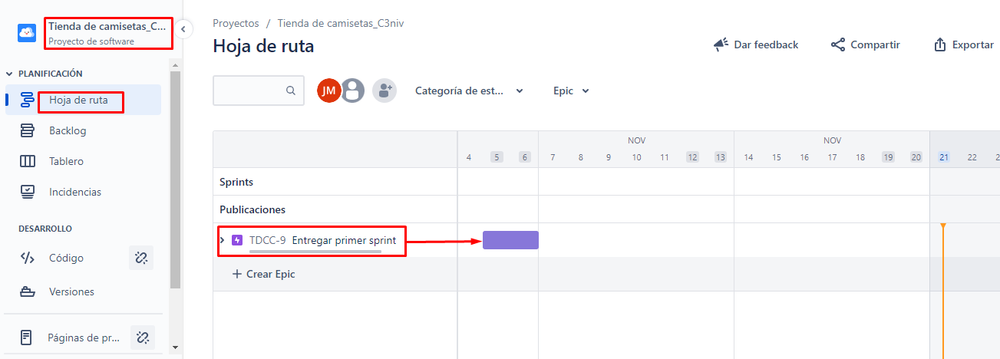 Tienda de camisetas_C...
Proyecto de software
PLANIFICACIÓN
Hoja de ruta
Backlog
Tablero
Incidencias
DESARROLLO
Código
Versiones
Páginas de pr...
Proyectos / Tienda de camisetas_C3niv
Hoja de ruta
Dar feedback Compartir Exportar
JM Categoría de est... Epic
NOV NOV
4 5 6 7 8 9 10 11 12 13 14 15 16 17 18 19 20 21 22 2
Sprints
Publicaciones
TDCC-9 Entregar primer sprint
+ Crear Epic